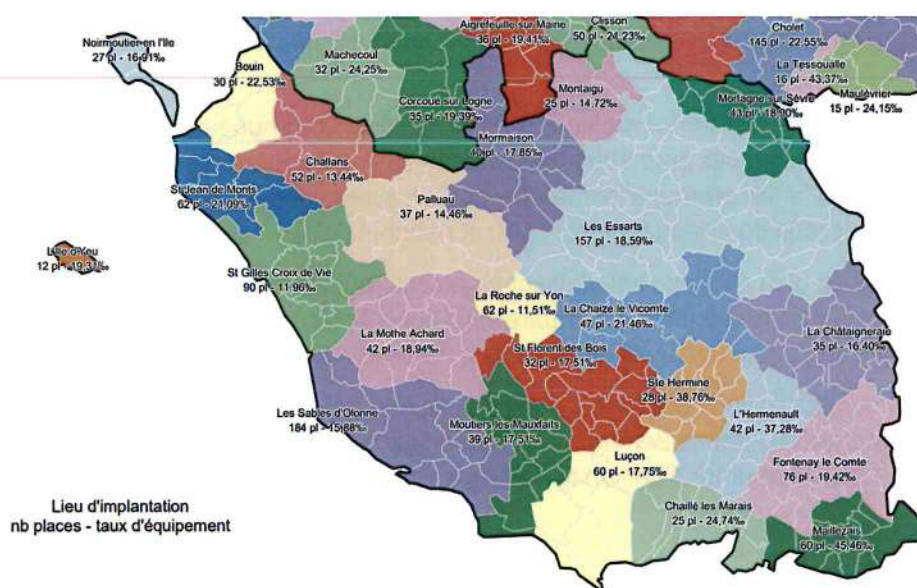 Aigrefeuille sur Maine
36 pl - 19,41‰
Clisson
50 pl - 24,23‰
Cholet
145 pl - 22,55‰
Noirmoutier en l'Ile
27 pl - 16,91‰
Machecoul
32 pl - 24,25‰
La Tessoualle
16 pl - 43,37‰
Bouin
30 pl - 22,53‰
Corcoué sur Logne
35 pl - 19,39‰
Montaigu
25 pl - 14,72‰
Mortagne sur Sèvre
43 pl - 18,90‰
Maulévrier
15 pl - 24,15‰
Mormaison
40 pl - 17,85‰
Challans
52 pl - 13,44‰
St Jean de Monts
62 pl - 21,09‰
Palluau
37 pl - 14,46‰
Les Essarts
157 pl - 18,59‰
L'Ile d'Yeu
12 pl - 19,31‰
St Gilles Croix de Vie
90 pl - 11,96‰
La Roche sur Yon
62 pl - 11,51‰
La Chaize le Vicomte
47 pl - 21,46‰
La Mothe Achard
42 pl - 18,94‰
St Florent des Bois
32 pl - 17,51‰
La Châtaigneraie
35 pl - 16,40‰
Ste Hermine
28 pl - 38,76‰
Les Sables d'Olonne
184 pl - 15,88‰
Moutiers les Mauxfaits
39 pl - 17,51‰
L'Hermenault
42 pl - 37,28‰
Luçon
60 pl - 17,75‰
Fontenay le Comte
76 pl - 19,42‰
Chaillé les Marais
25 pl - 24,74‰
Maillezais
60 pl - 45,46‰
Lieu d'implantation
nb places - taux d'équipement